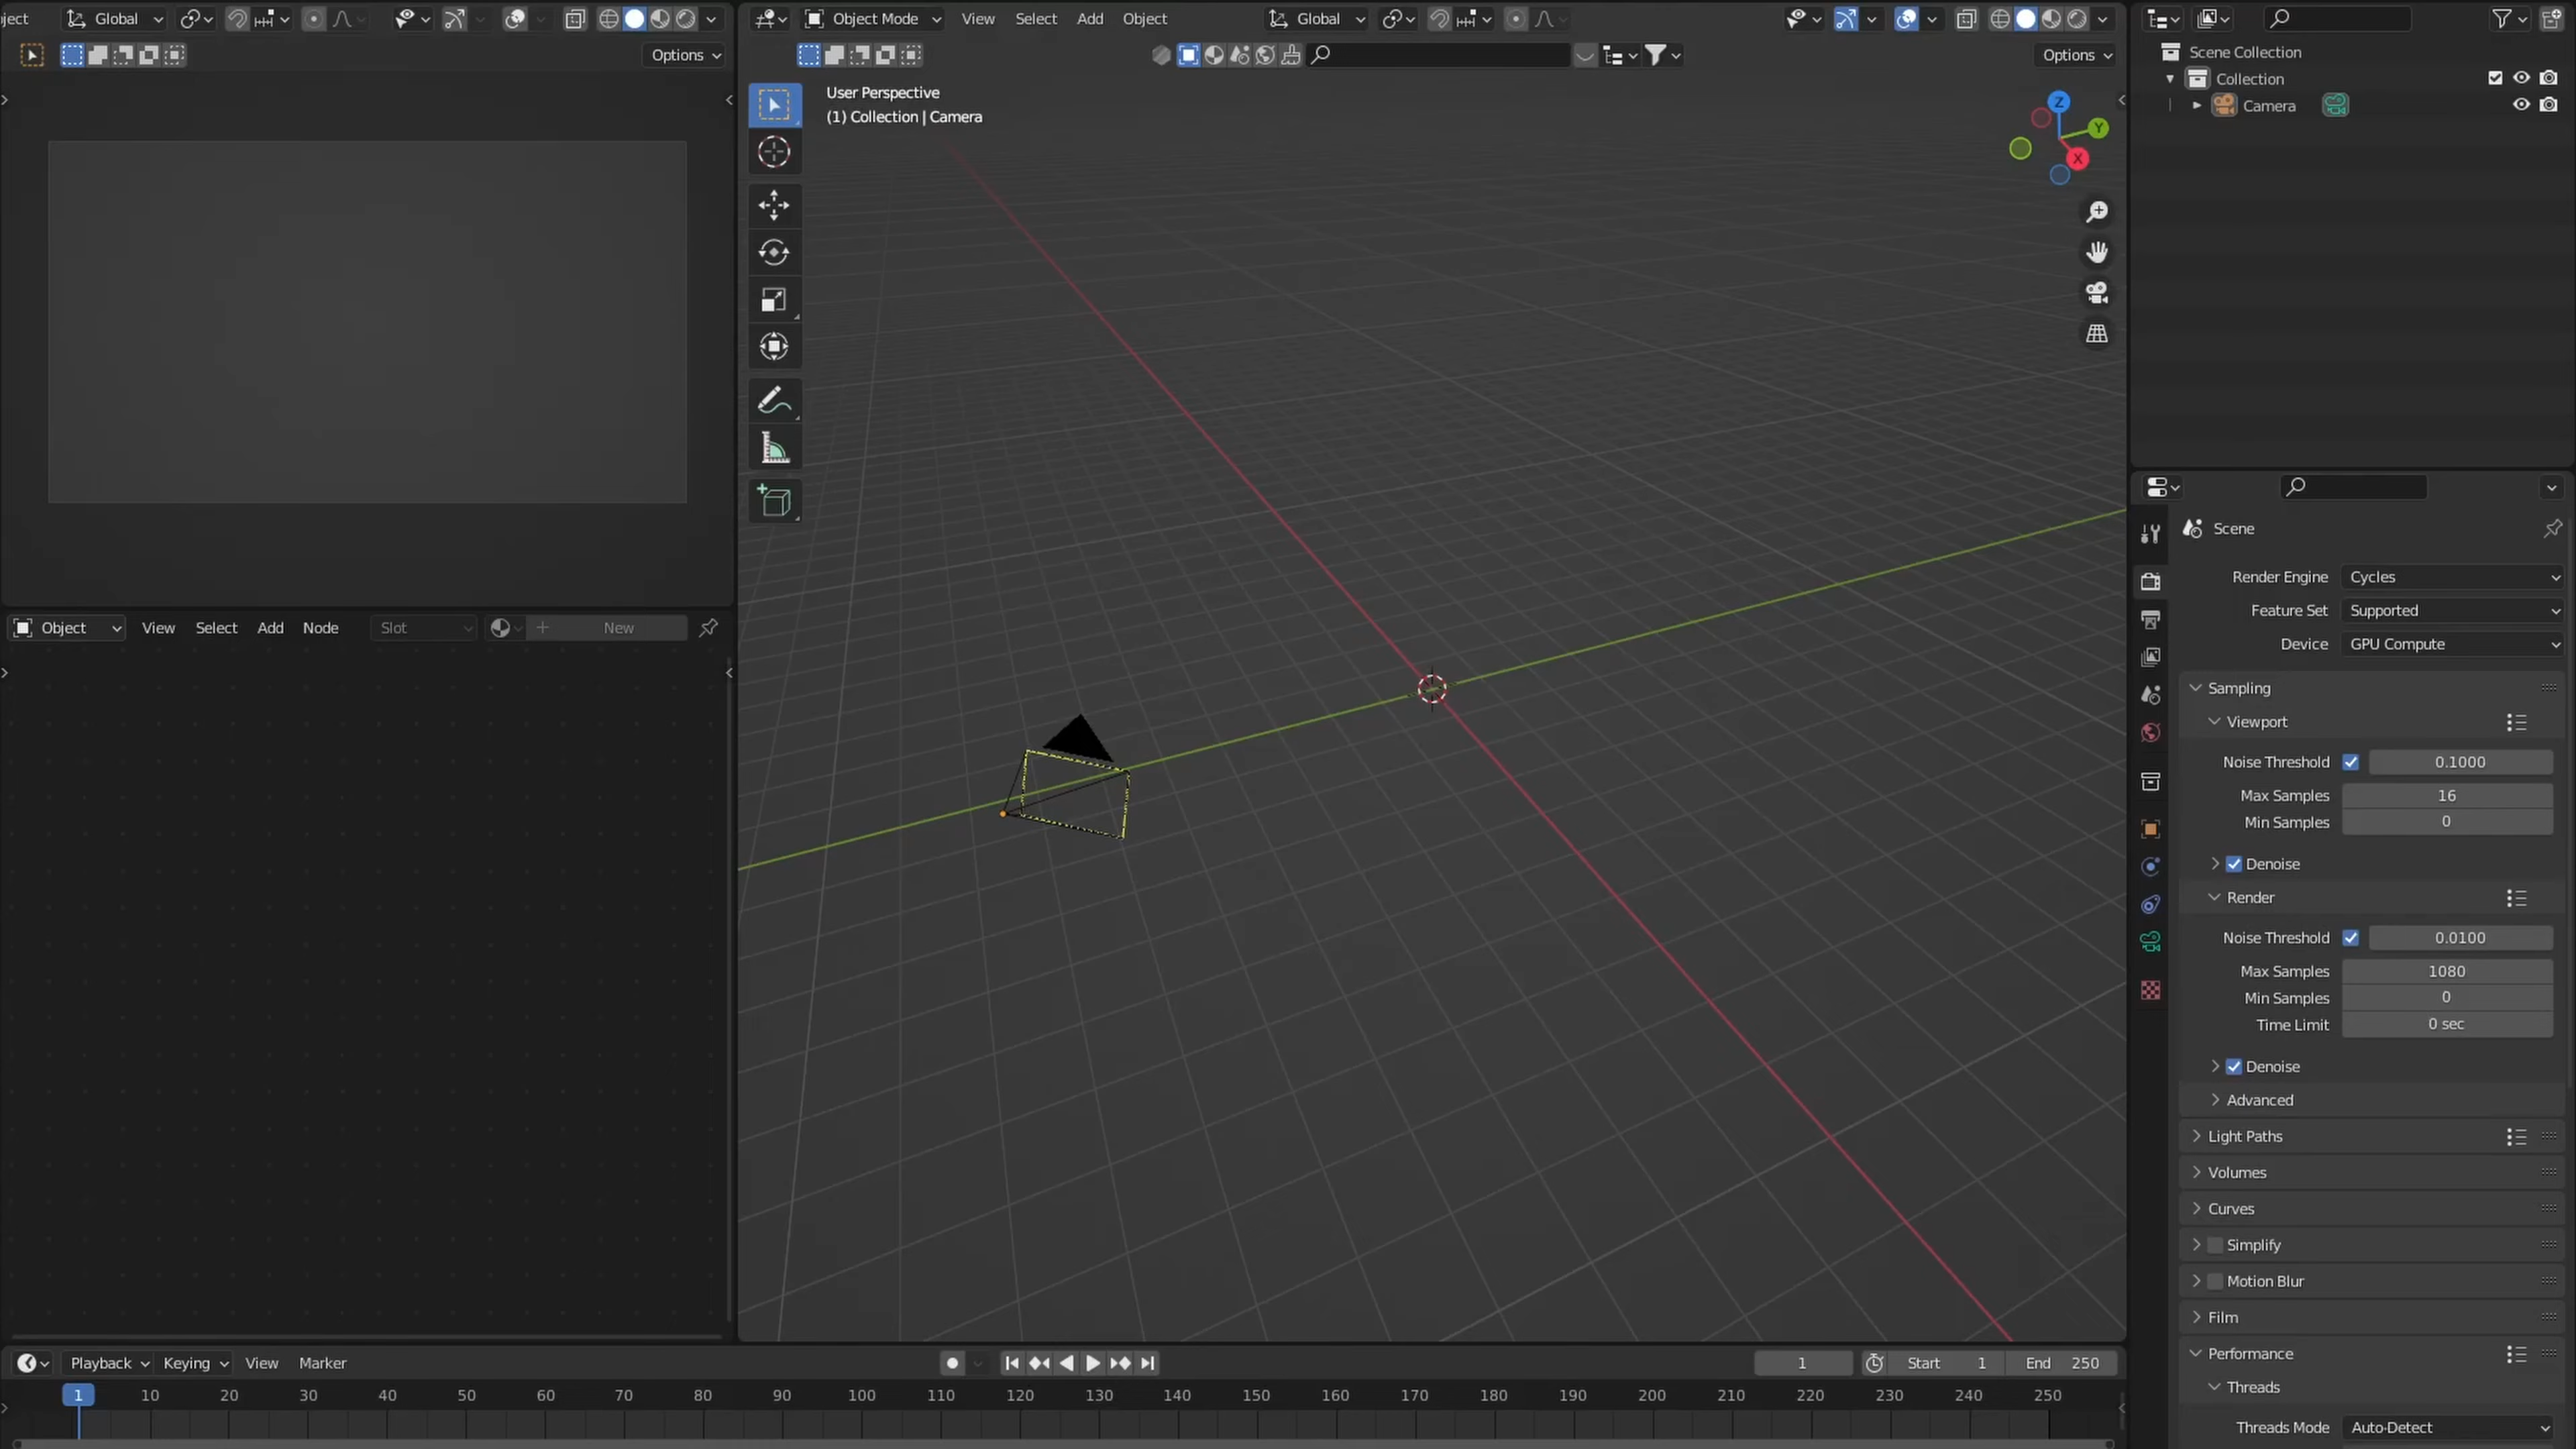 ject
Global
Options
Object Mode
View
Select
Add
Object
Global
Options
User Perspective
(1) Collection | Camera
Z
Y
X
Scene Collection
Collection
Camera
Scene
Render Engine
Cycles
Feature Set
Supported
Device
GPU Compute
Sampling
Viewport
Noise Threshold
0.1000
Max Samples
16
Min Samples
0
Denoise
Render
Noise Threshold
0.0100
Max Samples
1080
Min Samples
0
Time Limit
0 sec
Denoise
Advanced
Light Paths
Volumes
Curves
Simplify
Motion Blur
Film
Performance
Threads
Threads Mode
Auto-Detect
Object
View
Select
Add
Node
Slot
New
Playback
Keying
View
Marker
1
Start 1
End 250
1 10 20 30 40 50 60 70 80 90 100 110 120 130 140 150 160 170 180 190 200 210 220 230 240 250